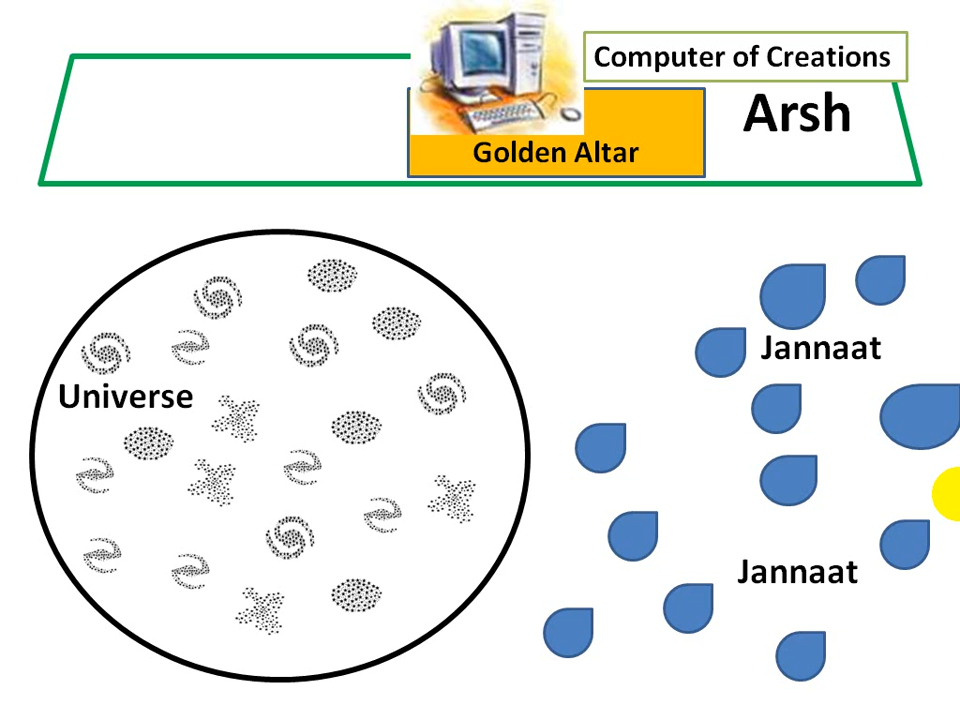 Computer of Creations
Arsh
Golden Altar
Jannaat
Universe
Jannaat